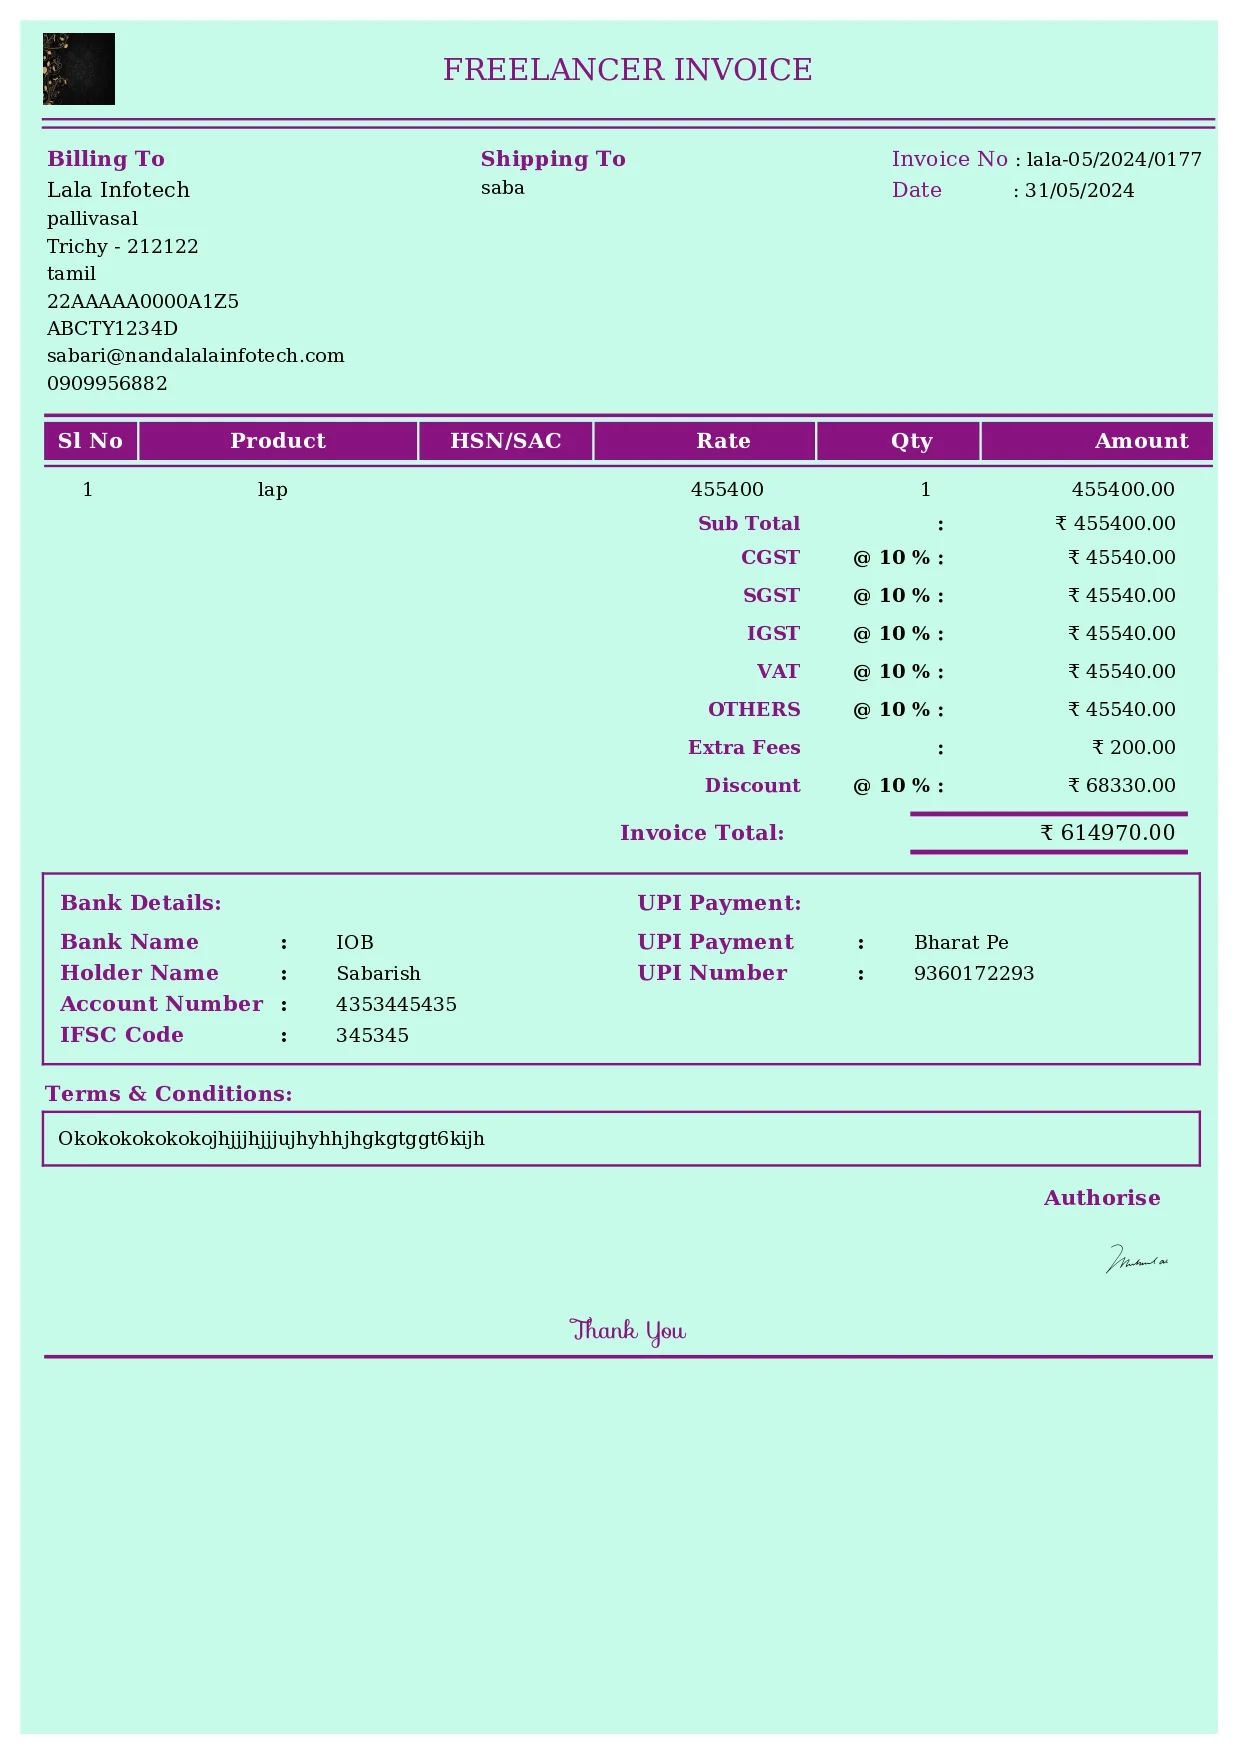 FREELANCER INVOICE
Billing To
Lala Infotech
pallivasal
Trichy - 212122
tamil
22AAAAA0000A1Z5
ABCTY1234D
sabari@nandalalainfotech.com
0909956882
Shipping To
saba
Invoice No : lala-05/2024/0177
Date : 31/05/2024
Sl No Product HSN/SAC Rate Qty Amount
1 lap 455400 1 455400.00
Sub Total : ₹ 455400.00
CGST @ 10 % : ₹ 45540.00
SGST @ 10 % : ₹ 45540.00
IGST @ 10 % : ₹ 45540.00
VAT @ 10 % : ₹ 45540.00
OTHERS @ 10 % : ₹ 45540.00
Extra Fees : ₹ 200.00
Discount @ 10 % : ₹ 68330.00
Invoice Total: ₹ 614970.00
Bank Details:
Bank Name : IOB
Holder Name : Sabarish
Account Number : 4353445435
IFSC Code : 345345
UPI Payment:
UPI Payment : Bharat Pe
UPI Number : 9360172293
Terms & Conditions:
Okokokokokokojhjjjhjjjujhyhhjhgkgtggt6kijh
Authorise
Thank You